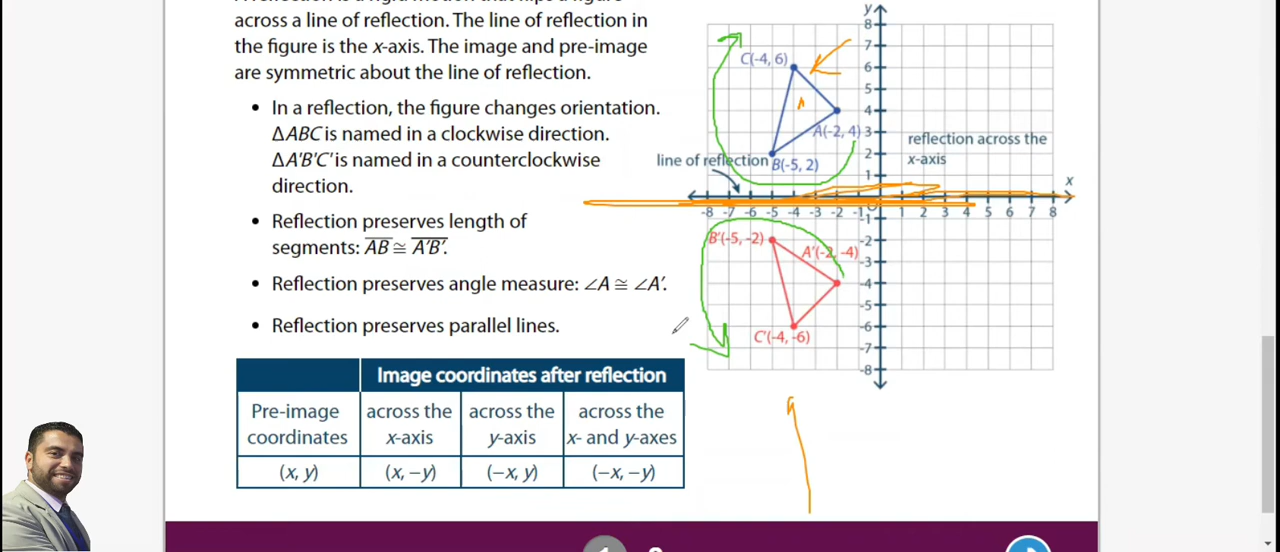 across a line of reflection. The line of reflection in
the figure is the x-axis. The image and pre-image
are symmetric about the line of reflection.
• In a reflection, the figure changes orientation.
ΔABC is named in a clockwise direction.
ΔA'B'C' is named in a counterclockwise
direction.
• Reflection preserves length of
segments: AB ≅ A'B'.
• Reflection preserves angle measure: ∠A ≅ ∠A'.
• Reflection preserves parallel lines.
Image coordinates after reflection
Pre-image coordinates
across the x-axis
across the y-axis
across the x- and y-axes
(x, y)
(x, −y)
(−x, y)
(−x, −y)
y
8
7
6
5
4
3
2
1
C(-4, 6)
A(-2, 4)
B(-5, 2)
line of reflection
reflection across the
x-axis
x
-8 -7 -6 -5 -4 -3 -2 -1 O 1 2 3 4 5 6 7 8
-1
-2
-3
-4
-5
-6
-7
-8
B'(-5, -2)
A'(-2, -4)
C'(-4, -6)